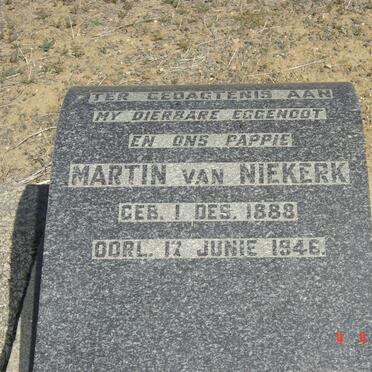 TER GEDAGTENIS AAN
MY DIERBARE EGGENOOT
EN ONS PAPPIE
MARTIN VAN NIEKERK
GEB. 1 DES. 1888
OORL. 17 JUNIE 1946.